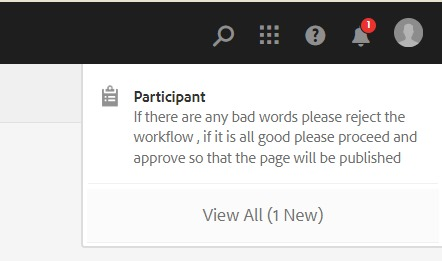 1
Participant
If there are any bad words please reject the
workflow , if it is all good please proceed and
approve so that the page will be published
View All (1 New)